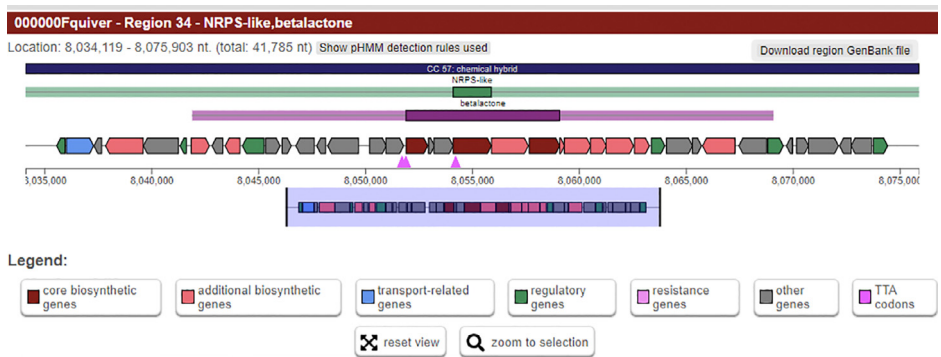 000000Fquiver - Region 34 - NRPS-like,betalactone
Location: 8,034,119 - 8,075,903 nt. (total: 41,785 nt) Show pHMM detection rules used
Download region GenBank file
CC 57: chemical hybrid
NRPS-like
betalactone
8,035,000 8,040,000 8,045,000 8,050,000 8,055,000 8,060,000 8,065,000 8,070,000 8,075,000
Legend:
core biosynthetic genes
additional biosynthetic genes
transport-related genes
regulatory genes
resistance genes
other genes
TTA codons
reset view
zoom to selection